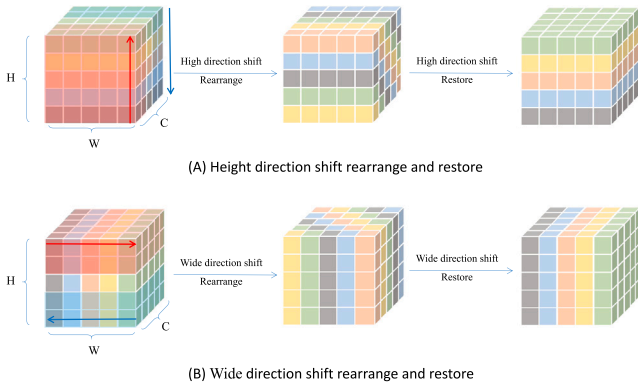 H
W
C
High direction shift
Rearrange
High direction shift
Restore
(A) Height direction shift rearrange and restore
H
W
C
Wide direction shift
Rearrange
Wide direction shift
Restore
(B) Wide direction shift rearrange and restore